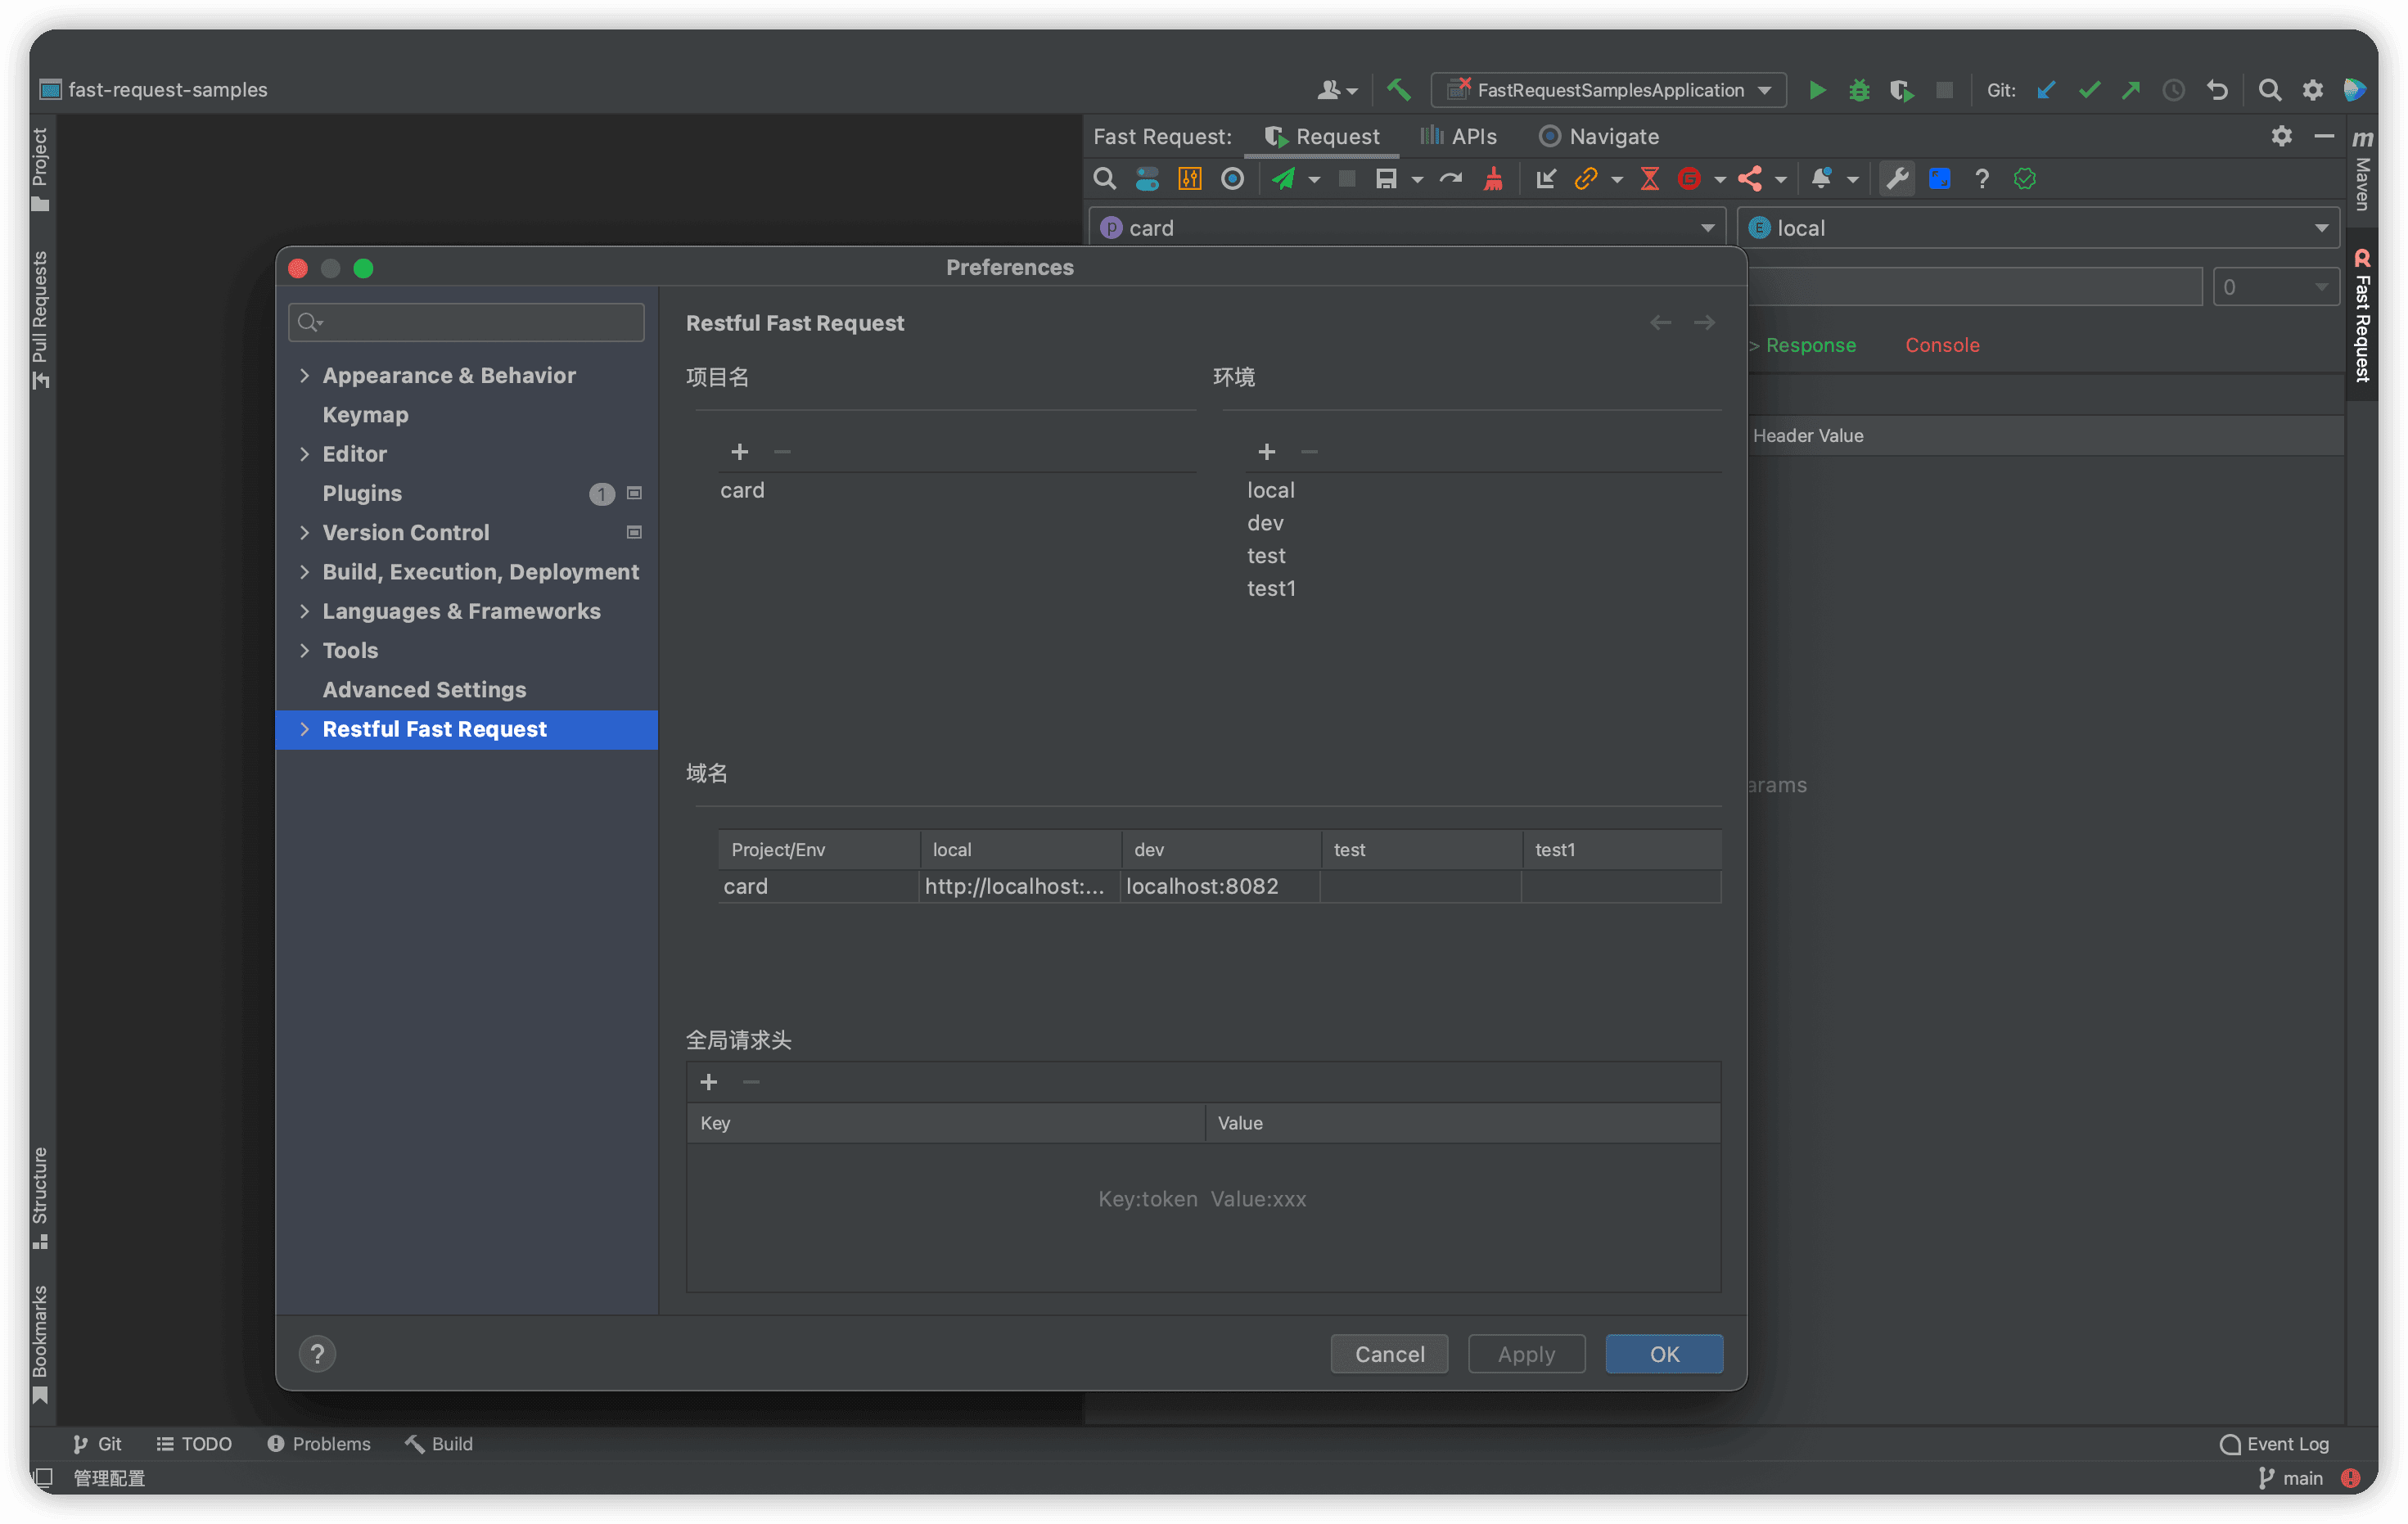 fast-request-samples
FastRequestSamplesApplication
Git:
Project
Pull Requests
Structure
Bookmarks
Fast Request:
Request
APIs
Navigate
card
local
0
> Response
Console
Header Value
arams
m
Maven
Fast Request
Preferences
Appearance & Behavior
Keymap
Editor
Plugins 1
Version Control
Build, Execution, Deployment
Languages & Frameworks
Tools
Advanced Settings
Restful Fast Request
Restful Fast Request
项目名
card
环境
local
dev
test
test1
域名
Project/Env local dev test test1
card http://localhost:... localhost:8082
全局请求头
Key Value
Key:token Value:xxx
?
Cancel Apply OK
Git TODO Problems Build
Event Log
管理配置
main